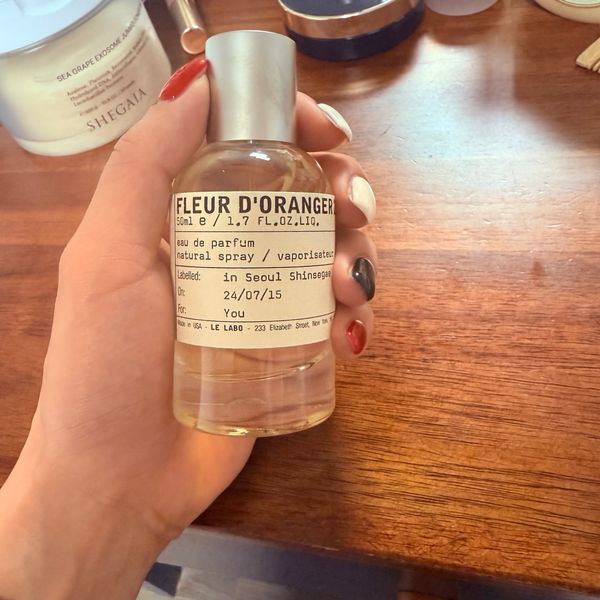 SEA GRAPE EXOSOME JUMBO
SHEGAIA
FLEUR D'ORANGER
50ml e / 1.7 FL.OZ.LIQ.
eau de parfum
natural spray / vaporisateur
Labelled: in Seoul Shinsegae
On: 24/07/15
For: You
Made in USA - LE LABO - 233 Elizabeth Street, New York,